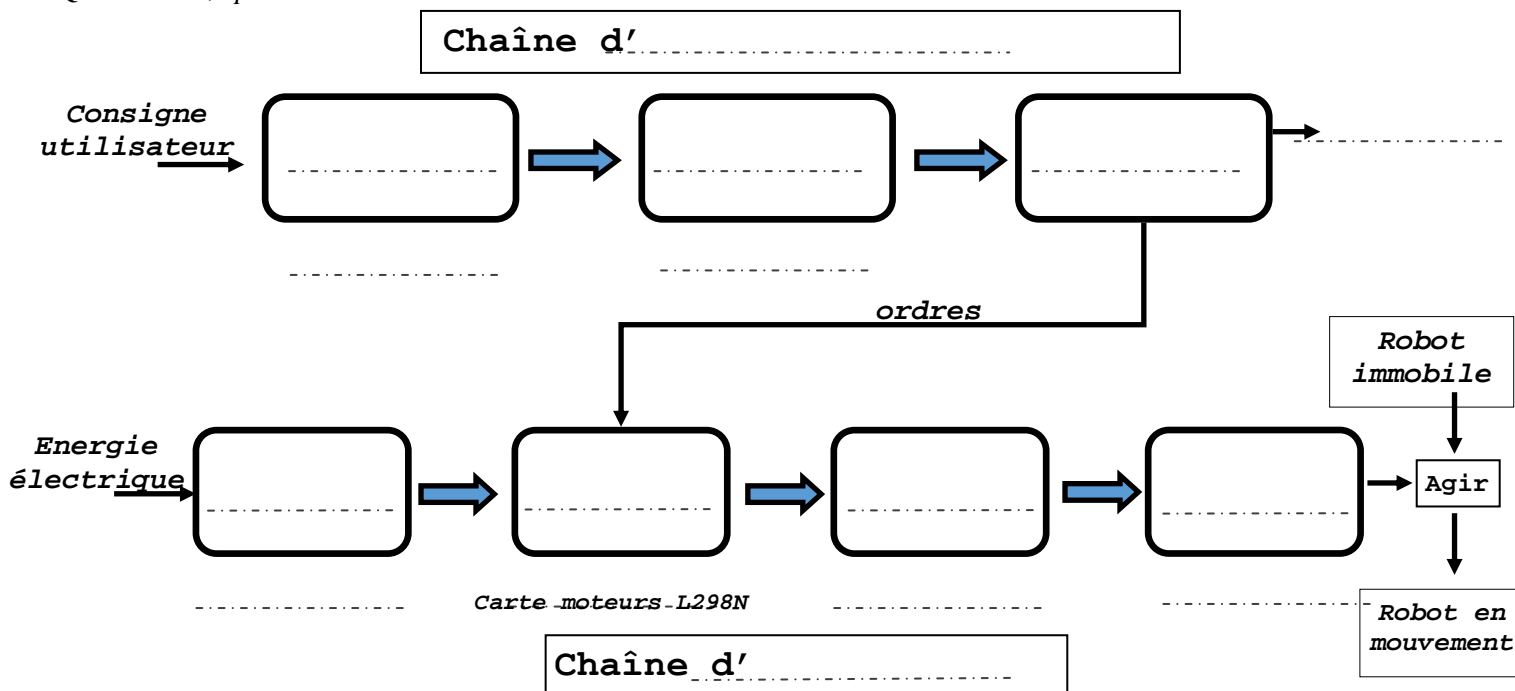 Chaîne d'
Consigne
utilisateur
ordres
Robot
immobile
Energie
électrique
Agir
Carte moteurs L298N
Robot en
mouvement
Chaîne d'